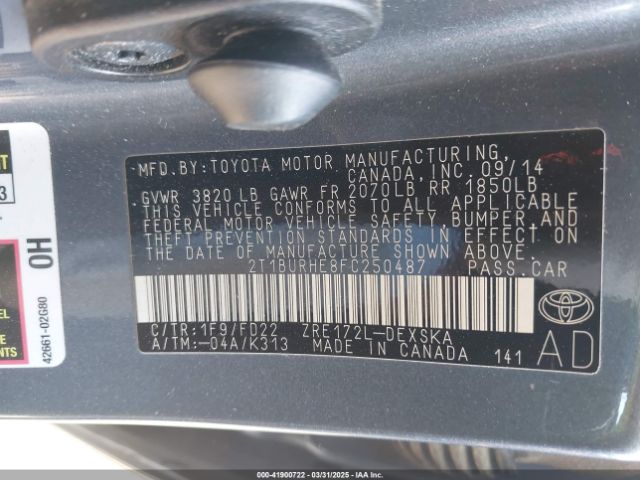 MFD.BY:TOYOTA MOTOR MANUFACTURING,
CANADA, INC. 09/14
GVWR 3820 LB GAWR FR 2070LB RR 1850LB
THIS VEHICLE CONFORMS TO ALL APPLICABLE
FEDERAL MOTOR VEHICLE SAFETY, BUMPER,AND
THEFT PREVENTION STANDARDS IN EFFECT ON
THE DATE OF MANUFACTURE SHOWN ABOVE.
2T1BURHE8FC250487 PASS.CAR
C/TR:1F9/FD22 ZRE172L-DEXSKA
A/TM:-04A/K313 MADE IN CANADA 141
AD
3
OH
42661-02G80
000-41900722 - 03/31/2025 - IAAI.COM